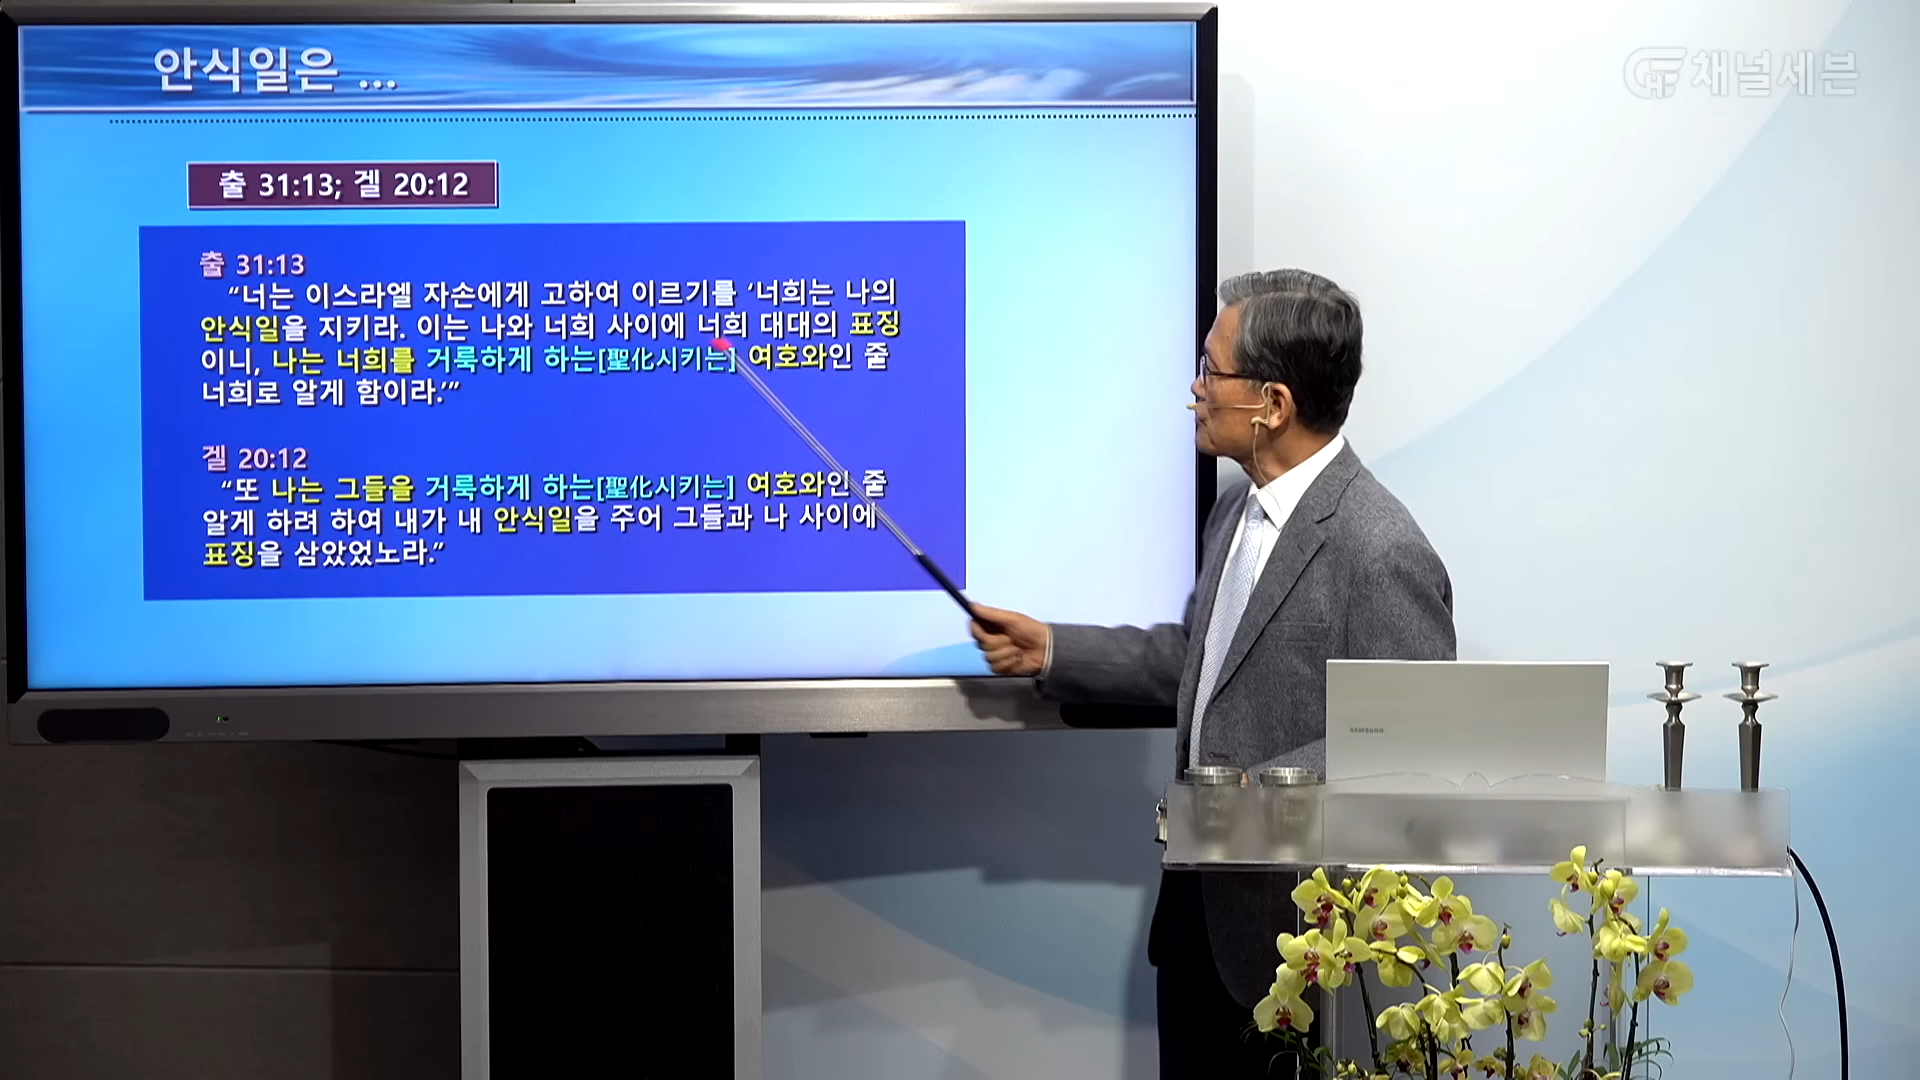 안식일은 ...
채널세븐
출 31:13; 겔 20:12
출 31:13
“너는 이스라엘 자손에게 고하여 이르기를 ‘너희는 나의
안식일을 지키라. 이는 나와 너희 사이에 너희 대대의 표징
이니, 나는 너희를 거룩하게 하는[聖化시키는] 여호와인 줄
너희로 알게 함이라.’”
겔 20:12
“또 나는 그들을 거룩하게 하는[聖化시키는] 여호와인 줄
알게 하려 하여 내가 내 안식일을 주어 그들과 나 사이에
표징을 삼았었노라.”
SAMSUNG